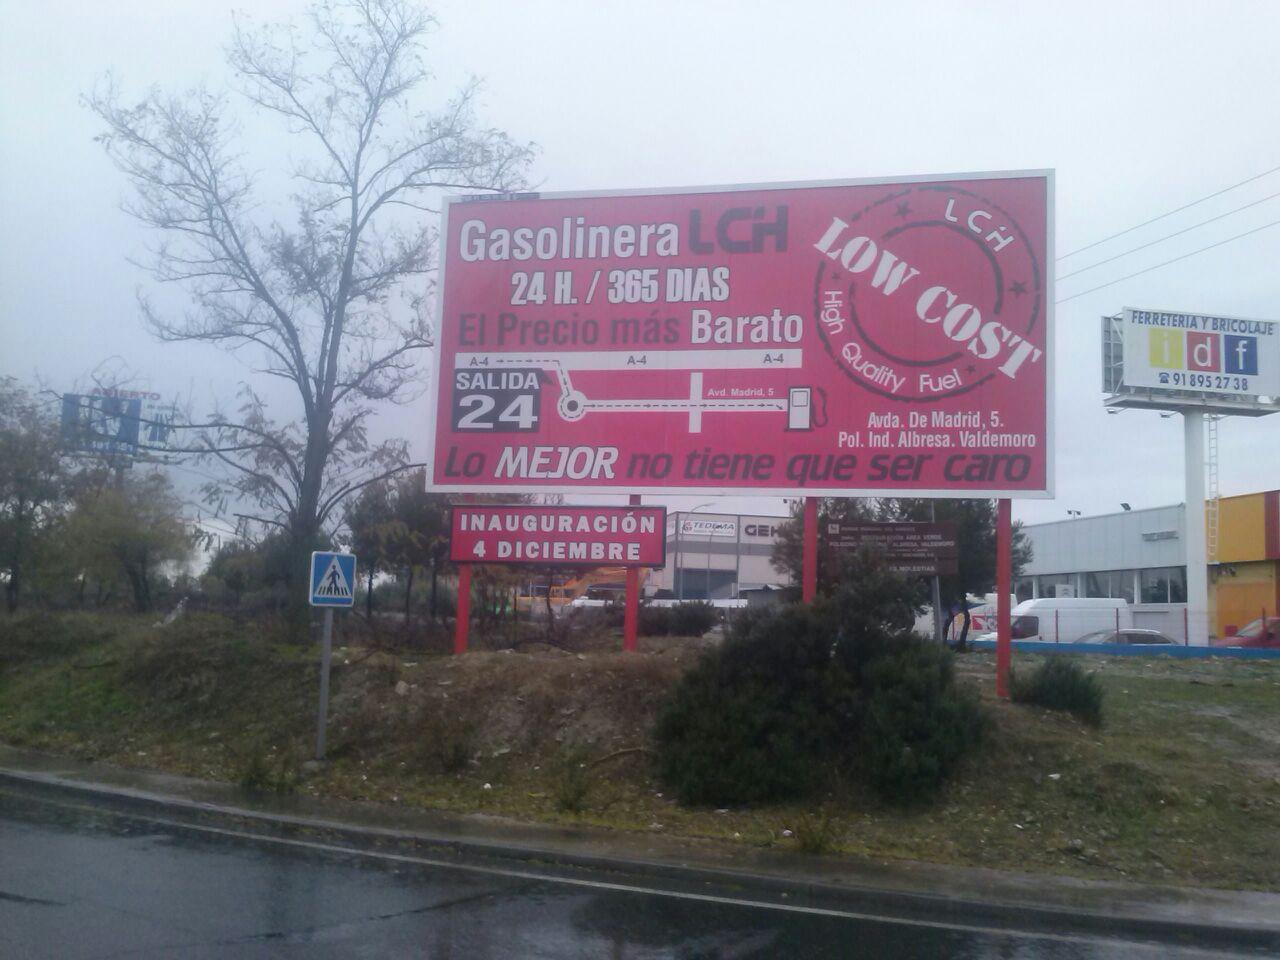 Gasolinera LCH
24 H. / 365 DIAS
El Precio más Barato
A-4 A-4 A-4
SALIDA
24
Avd. Madrid, 5
LCH
LOW COST
High Quality Fuel
Avda. De Madrid, 5.
Pol. Ind. Albresa. Valdemoro
Lo MEJOR no tiene que ser caro
INAUGURACIÓN
4 DICIEMBRE
FERRETERIA Y BRICOLAJE
idf
91 895 27 38
TEDEMA